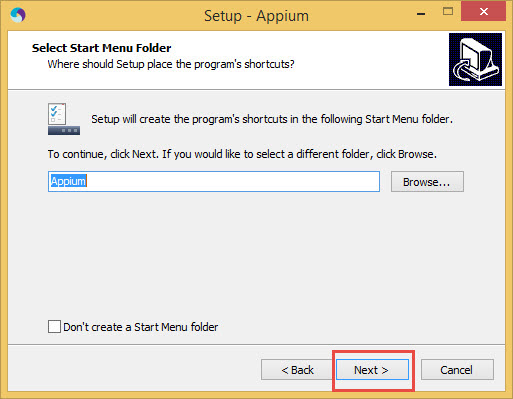 Setup - Appium
Select Start Menu Folder
Where should Setup place the program's shortcuts?
Setup will create the program's shortcuts in the following Start Menu folder.
To continue, click Next. If you would like to select a different folder, click Browse.
Appium
Browse...
Don't create a Start Menu folder
< Back
Next >
Cancel